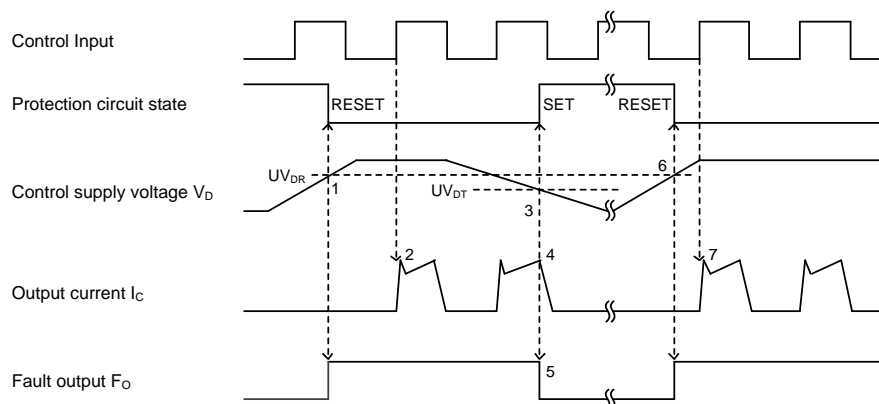 Control Input
Protection circuit state
RESET
SET
RESET
Control supply voltage VD
UVDR
1
UVDT
3
6
Output current IC
2
4
7
Fault output FO
5